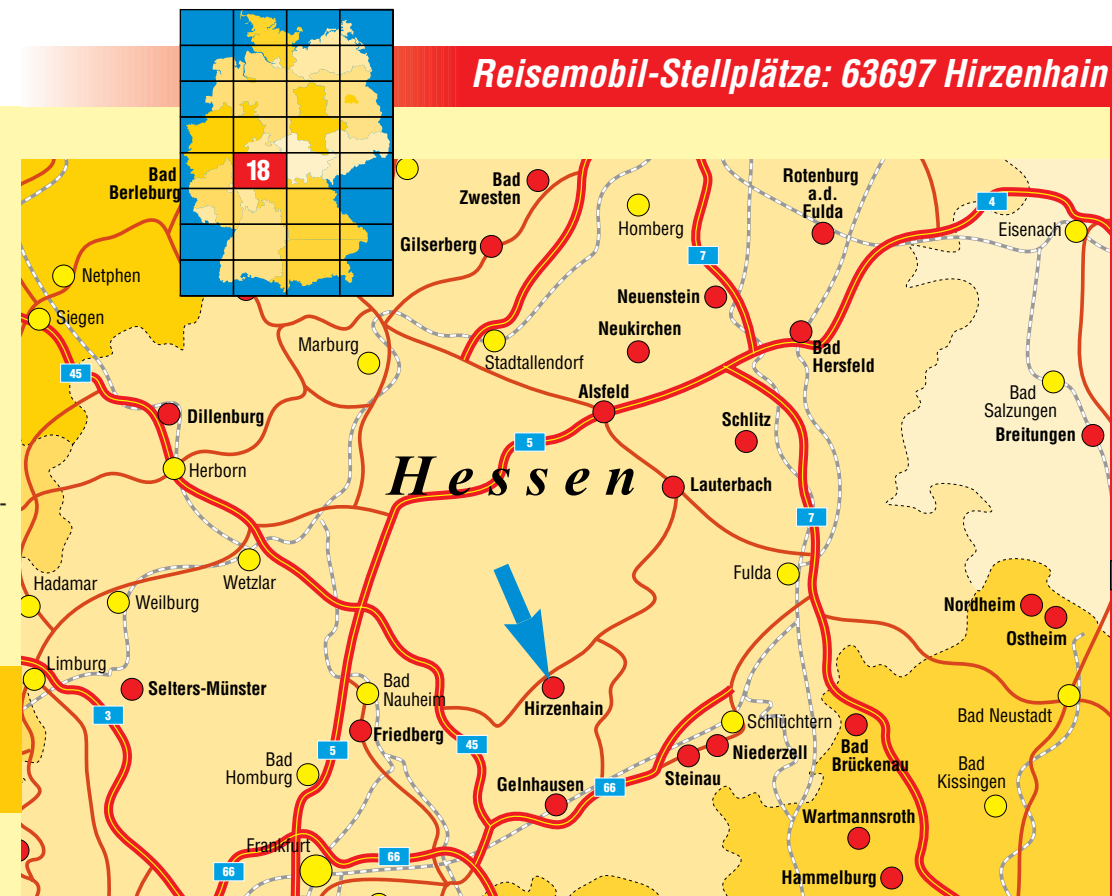 Reisemobil-Stellplätze: 63697 Hirzenhain
18
Bad
Berleburg
Bad
Zwesten
Rotenburg
a.d.
Fulda
4
Homberg
Eisenach
Gilserberg
7
Netphen
Neuenstein
Siegen
Neukirchen
Marburg
Stadtallendorf
Bad
Hersfeld
45
Alsfeld
Bad
Salzungen
Dillenburg
Schlitz
Breitungen
5
Herborn
Hessen
Lauterbach
-
7
Wetzlar
Fulda
Hadamar
Weilburg
Nordheim
Ostheim
Limburg
Selters-Münster
Bad
Nauheim
Hirzenhain
3
Friedberg
Schlüchtern
Bad Neustadt
5
45
Niederzell
Bad
Brückenau
Bad
Homburg
Steinau
Bad
Kissingen
Gelnhausen
66
Wartmannsroth
Frankfurt
66
66
Hammelburg